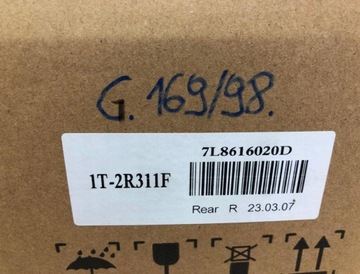 G. 169/98.
7L8616020D
1T-2R311F
Rear R 23.03.07